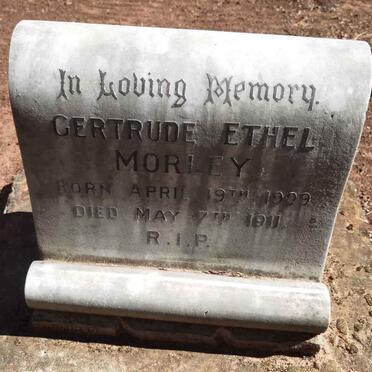 In Loving Memory.
GERTRUDE ETHEL
MORLEY
BORN APRIL 19TH 1909
DIED MAY 7TH 1911.
R.I.P.